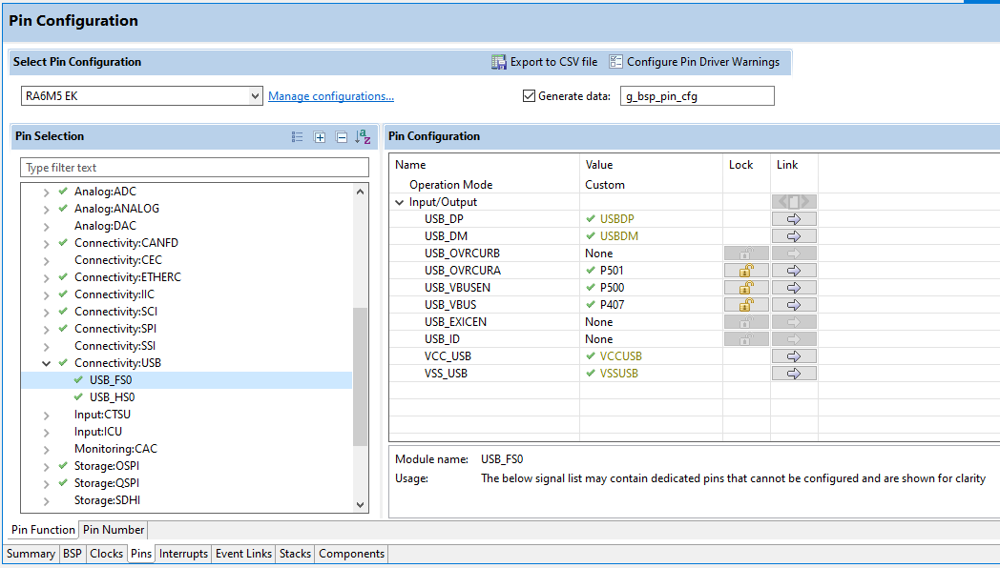 Pin Configuration
Select Pin Configuration
Export to CSV file
Configure Pin Driver Warnings
RA6M5 EK
Manage configurations...
Generate data:
g_bsp_pin_cfg
Pin Selection
Type filter text
Analog:ADC
Analog:ANALOG
Analog:DAC
Connectivity:CANFD
Connectivity:CEC
Connectivity:ETHERC
Connectivity:IIC
Connectivity:SCI
Connectivity:SPI
Connectivity:SSI
Connectivity:USB
USB_FS0
USB_HS0
Input:CTSU
Input:ICU
Monitoring:CAC
Storage:OSPI
Storage:QSPI
Storage:SDHI
Pin Configuration
Name Value Lock Link
Operation Mode Custom
Input/Output
USB_DP USBDP
USB_DM USBDM
USB_OVRCURB None
USB_OVRCURA P501
USB_VBUSEN P500
USB_VBUS P407
USB_EXICEN None
USB_ID None
VCC_USB VCCUSB
VSS_USB VSSUSB
Module name: USB_FS0
Usage: The below signal list may contain dedicated pins that cannot be configured and are shown for clarity
Pin Function Pin Number
Summary BSP Clocks Pins Interrupts Event Links Stacks Components